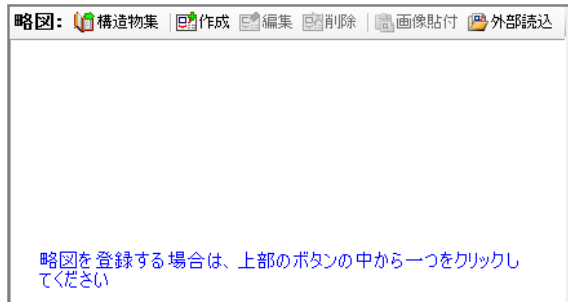 略図: 構造物集 作成 編集 削除 画像貼付 外部読込
略図を登録する場合は、上部のボタンの中から一つをクリックし
てください